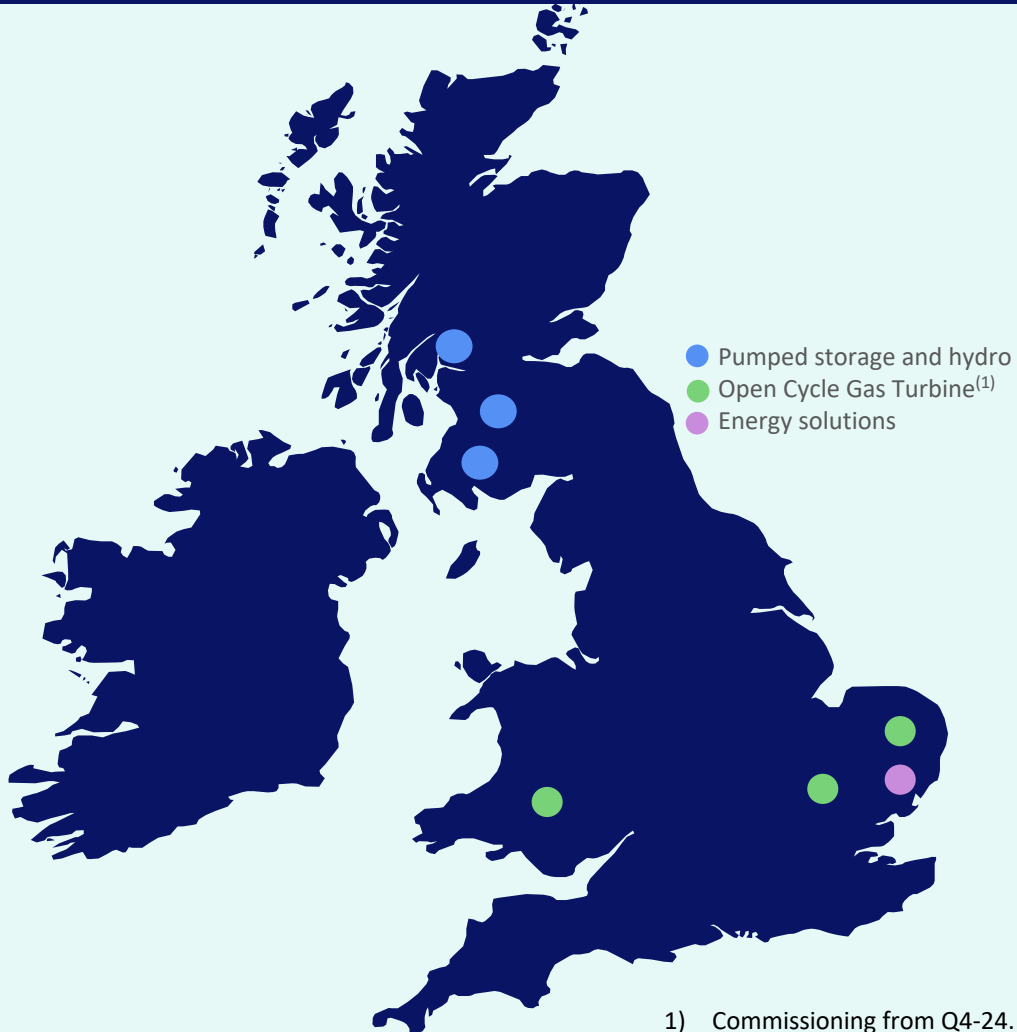 Pumped storage and hydro
Open Cycle Gas Turbine(1)
Energy solutions
1) Commissioning from Q4-24.